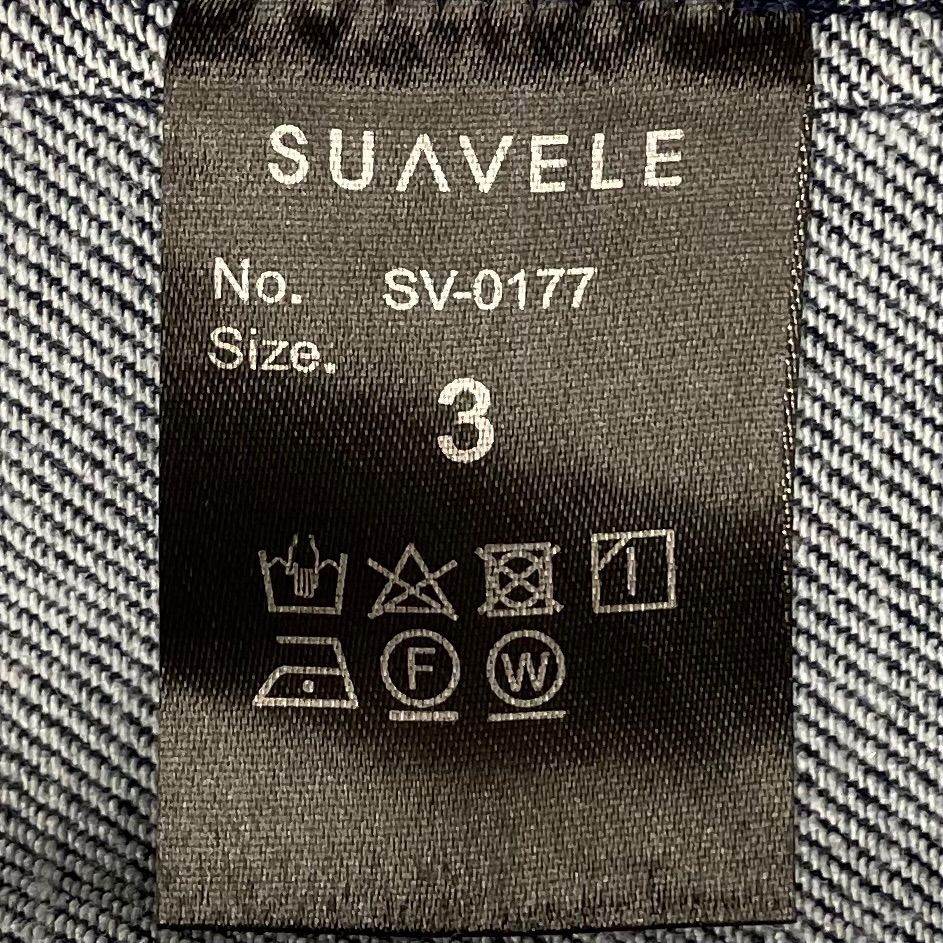 SUAVELE
No. SV-0177
Size.
3
F W